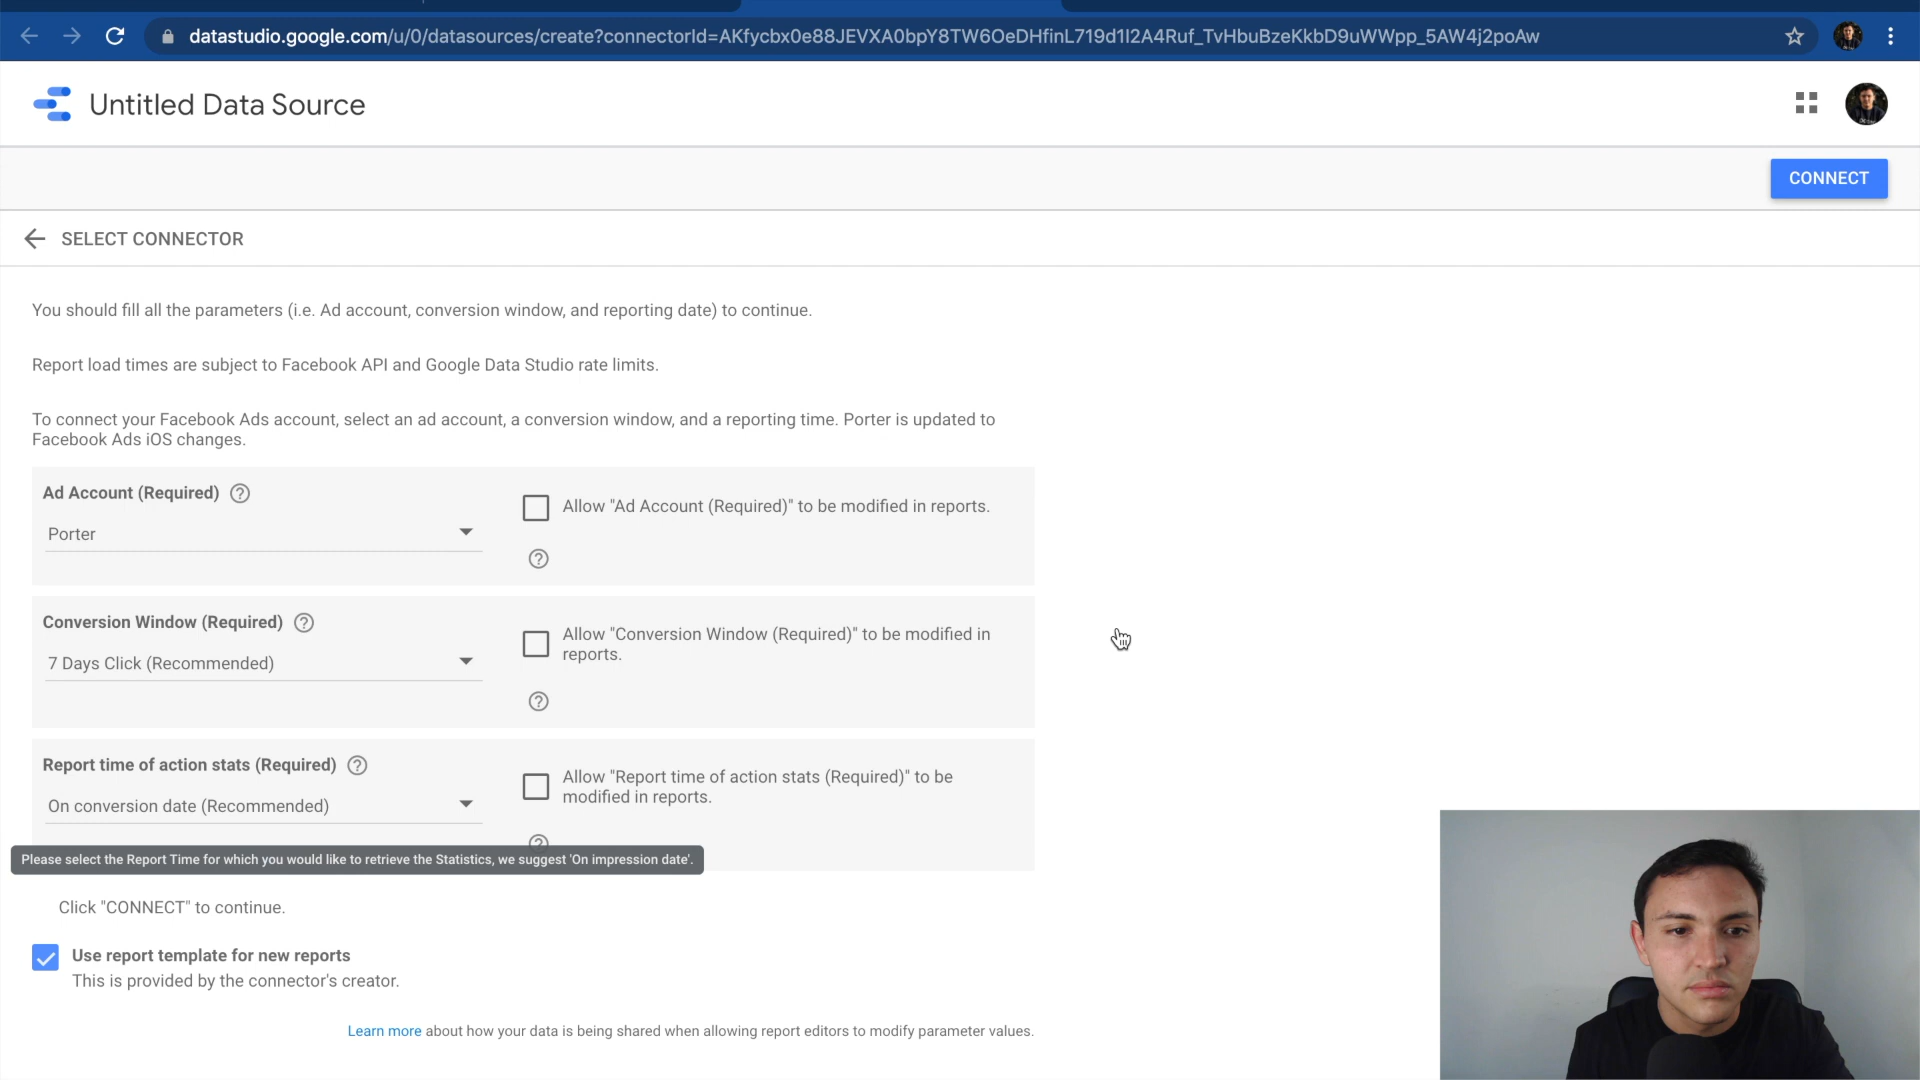 datastudio.google.com/u/0/datasources/create?connectorId=AKfycbx0e88JEVXA0bpY8TW6OeDHfinL719d1I2A4Ruf_TvHbuBzeKkbD9uWWpp_5AW4j2poAw
Untitled Data Source
CONNECT
SELECT CONNECTOR
You should fill all the parameters (i.e. Ad account, conversion window, and reporting date) to continue.
Report load times are subject to Facebook API and Google Data Studio rate limits.
To connect your Facebook Ads account, select an ad account, a conversion window, and a reporting time. Porter is updated to
Facebook Ads iOS changes.
Ad Account (Required)
Porter
Allow "Ad Account (Required)" to be modified in reports.
Conversion Window (Required)
7 Days Click (Recommended)
Allow "Conversion Window (Required)" to be modified in
reports.
Report time of action stats (Required)
On conversion date (Recommended)
Allow "Report time of action stats (Required)" to be
modified in reports.
Please select the Report Time for which you would like to retrieve the Statistics, we suggest 'On impression date'.
Click "CONNECT" to continue.
Use report template for new reports
This is provided by the connector's creator.
Learn more about how your data is being shared when allowing report editors to modify parameter values.